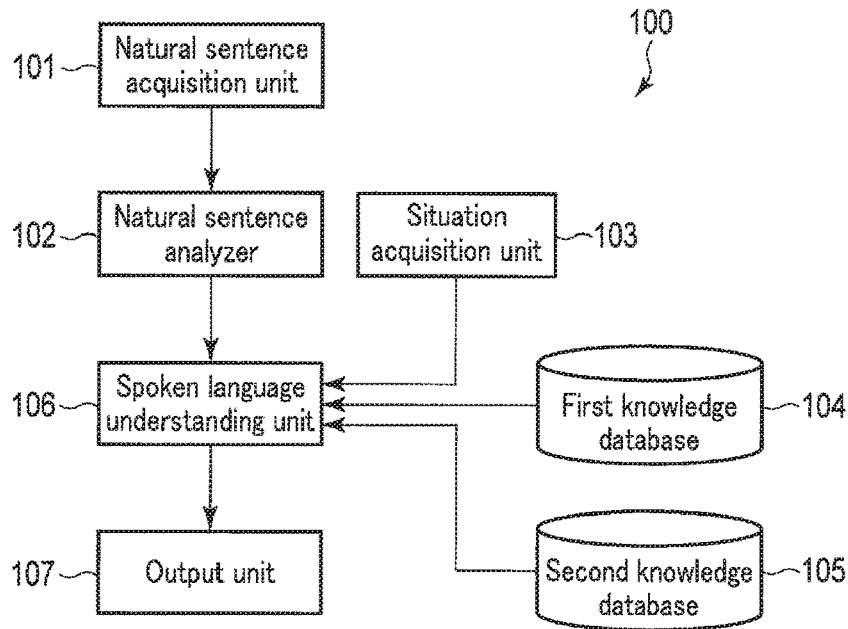 100
101
Natural sentence
acquisition unit
102
Natural sentence
analyzer
Situation
acquisition unit
103
106
Spoken language
understanding unit
First knowledge
database
104
107
Output unit
Second knowledge
database
105